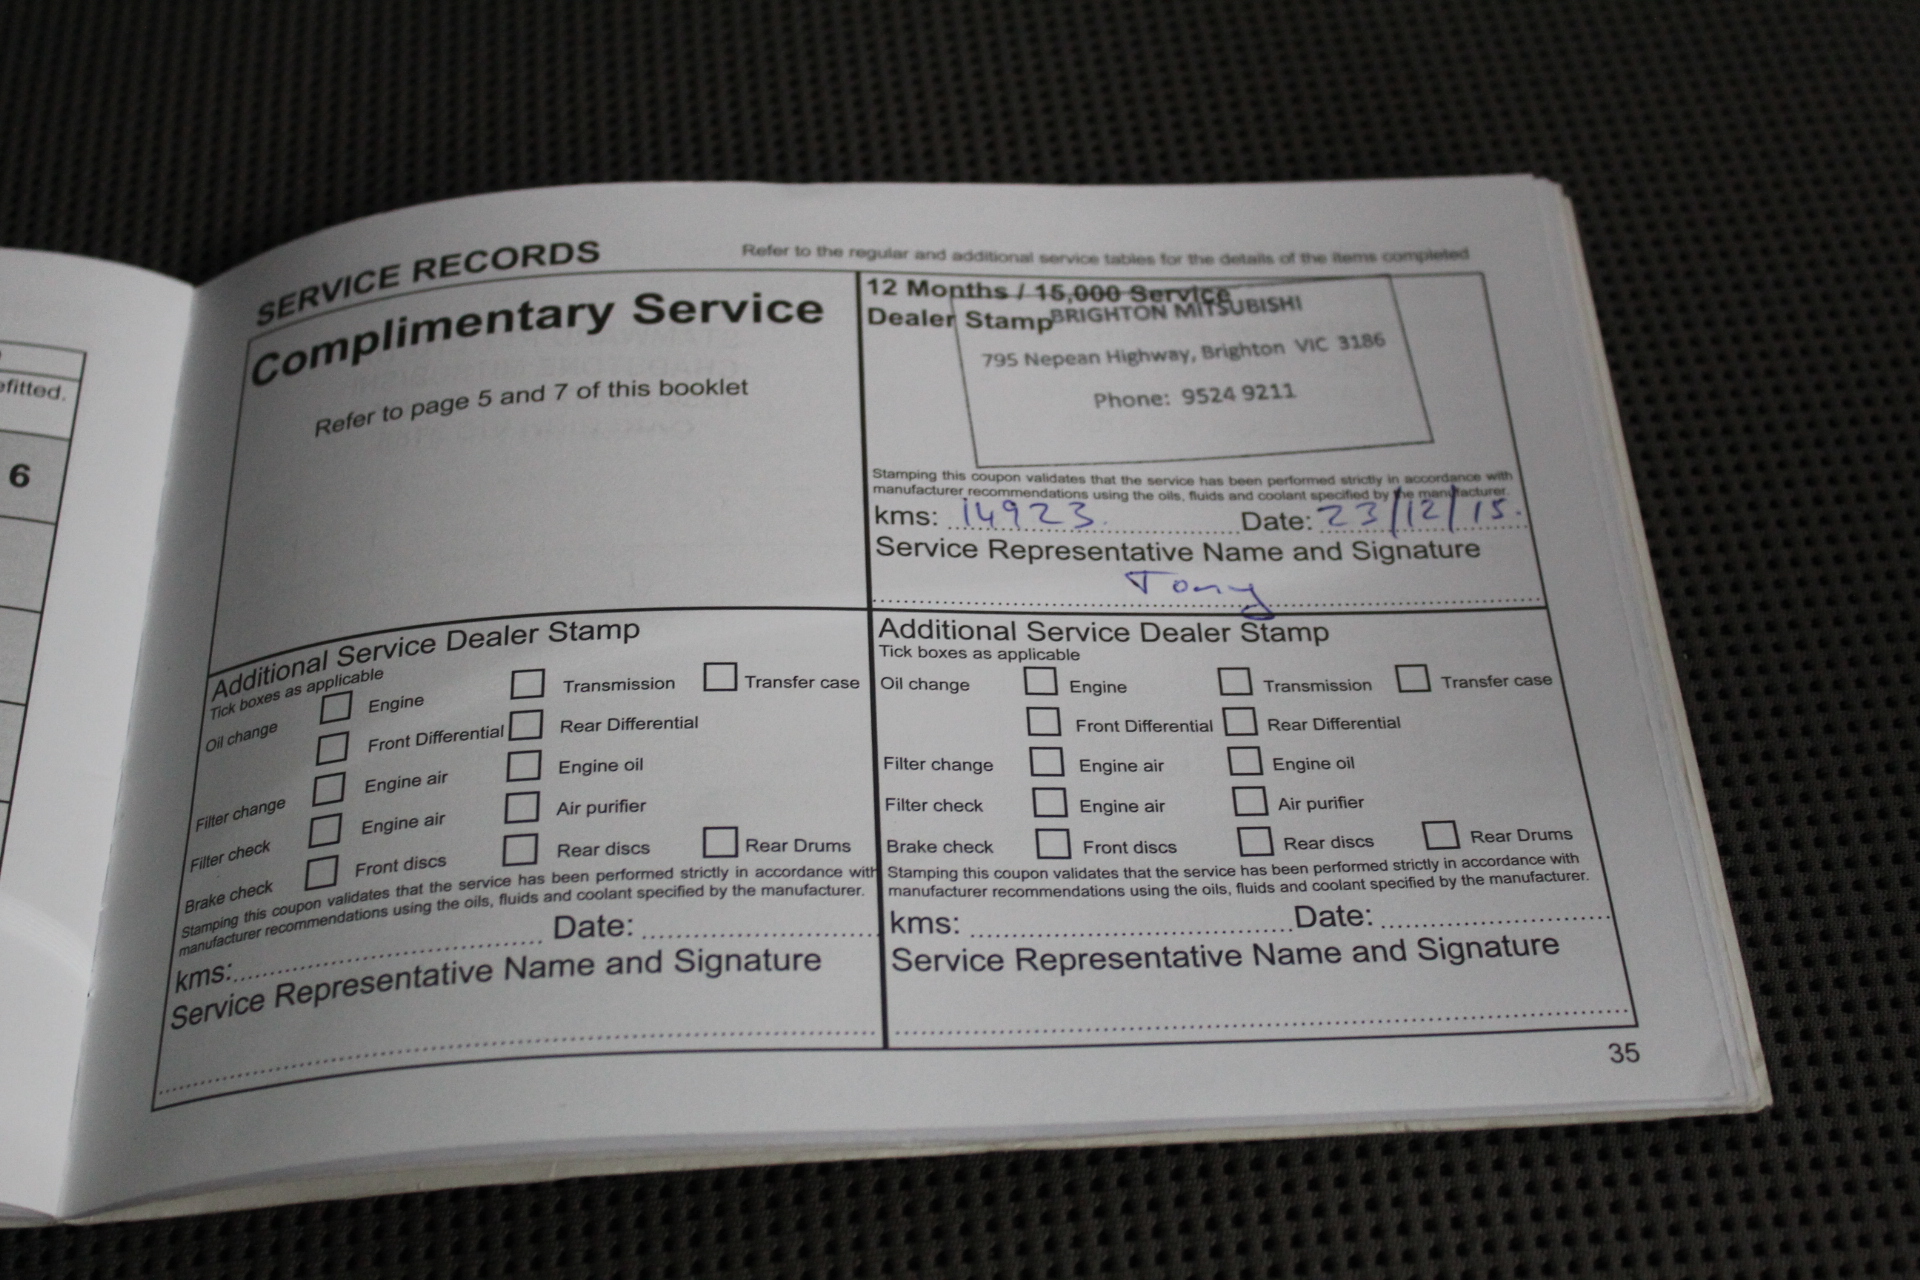 efitted.
6
SERVICE RECORDS
Refer to the regular and additional service tables for the details of the items completed
Complimentary Service
Refer to page 5 and 7 of this booklet
12 Months / 15,000 Service
Dealer Stamp
BRIGHTON MITSUBISHI
795 Nepean Highway, Brighton VIC 3186
Phone: 9524 9211
Stamping this coupon validates that the service has been performed strictly in accordance with
manufacturer recommendations using the oils, fluids and coolant specified by the manufacturer.
kms: 14923 Date: 23/12/15.
Service Representative Name and Signature
Tony
Additional Service Dealer Stamp
Tick boxes as applicable
Oil change Engine Transmission Transfer case
Front Differential Rear Differential
Filter change Engine air Engine oil
Filter check Engine air Air purifier
Brake check Front discs Rear discs Rear Drums
Stamping this coupon validates that the service has been performed strictly in accordance with
manufacturer recommendations using the oils, fluids and coolant specified by the manufacturer.
kms: Date:
Service Representative Name and Signature
Additional Service Dealer Stamp
Tick boxes as applicable
Oil change Engine Transmission Transfer case
Front Differential Rear Differential
Filter change Engine air Engine oil
Filter check Engine air Air purifier
Brake check Front discs Rear discs Rear Drums
Stamping this coupon validates that the service has been performed strictly in accordance with
manufacturer recommendations using the oils, fluids and coolant specified by the manufacturer.
kms: Date:
Service Representative Name and Signature
35